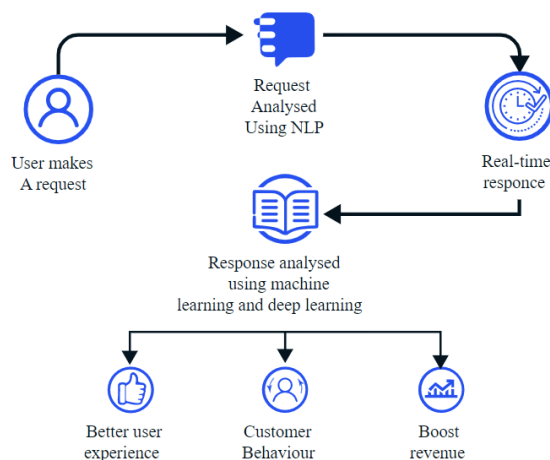 Request
Analysed
Using NLP
User makes
A request
Real-time
responce
Response analysed
using machine
learning and deep learning
Better user
experience
Customer
Behaviour
Boost
revenue